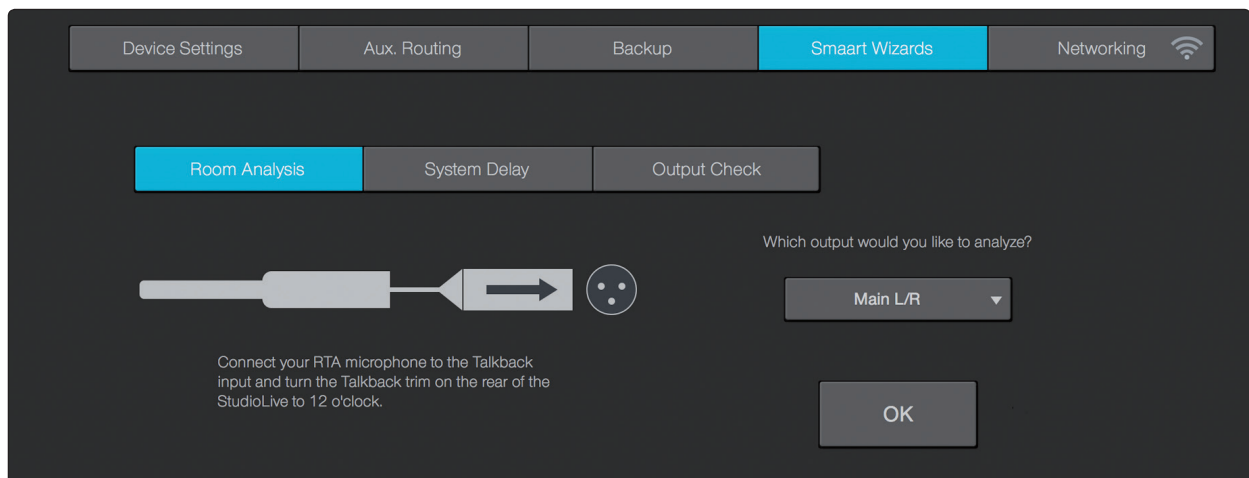 Device Settings
Aux. Routing
Backup
Smaart Wizards
Networking
Room Analysis
System Delay
Output Check
Which output would you like to analyze?
Main L/R
Connect your RTA microphone to the Talkback
input and turn the Talkback trim on the rear of the
StudioLive to 12 o'clock.
OK